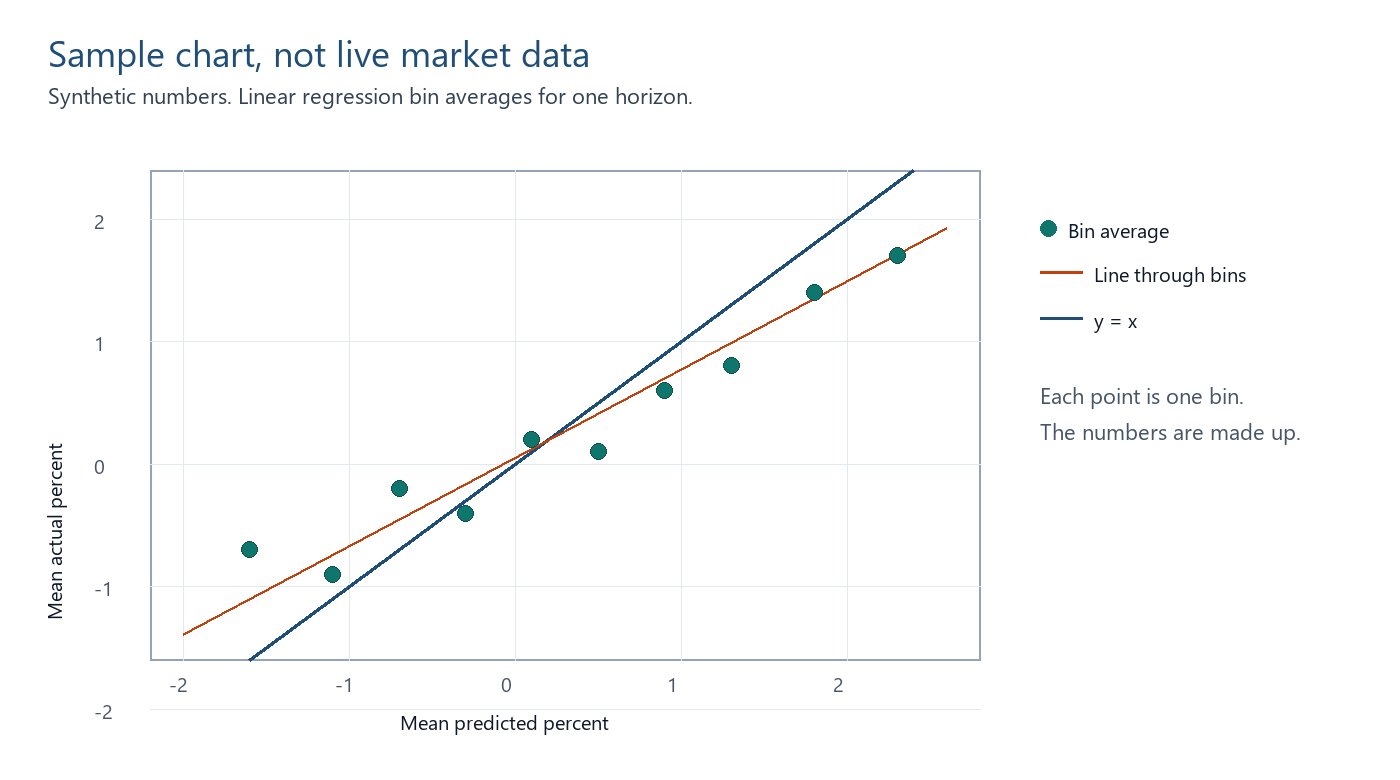 Sample chart, not live market data
Synthetic numbers. Linear regression bin averages for one horizon.
2
1
0
-1
-2
Mean actual percent
-2
-1
0
1
2
Mean predicted percent
Bin average
Line through bins
y = x
Each point is one bin.
The numbers are made up.